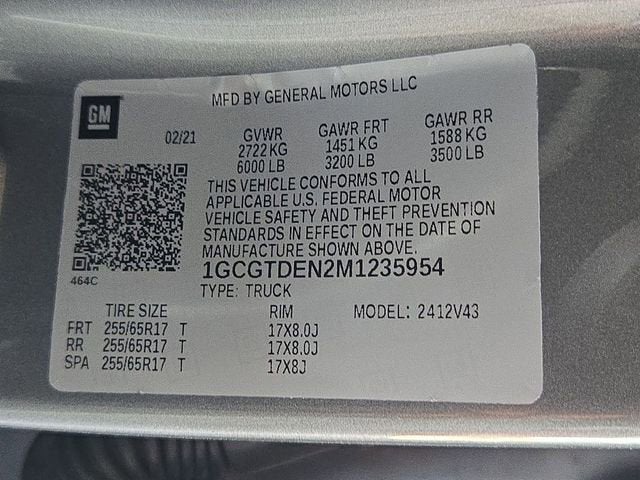 MFD BY GENERAL MOTORS LLC
GM
02/21 GVWR GAWR FRT GAWR RR
2722 KG 1451 KG 1588 KG
6000 LB 3200 LB 3500 LB
THIS VEHICLE CONFORMS TO ALL
APPLICABLE U.S. FEDERAL MOTOR
VEHICLE SAFETY AND THEFT PREVENTION
STANDARDS IN EFFECT ON THE DATE OF
MANUFACTURE SHOWN ABOVE.
464C
1GCGTDEN2M1235954
TYPE: TRUCK
TIRE SIZE RIM MODEL: 2412V43
FRT 255/65R17 T 17X8.0J
RR 255/65R17 T 17X8.0J
SPA 255/65R17 T 17X8J